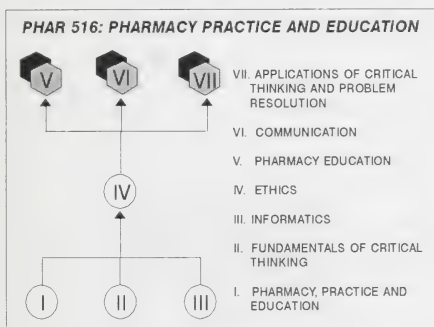 PHAR 516: PHARMACY PRACTICE AND EDUCATION
V VI VII
VII. APPLICATIONS OF CRITICAL
THINKING AND PROBLEM
RESOLUTION
VI. COMMUNICATION
V. PHARMACY EDUCATION
IV
IV. ETHICS
III. INFORMATICS
II. FUNDAMENTALS OF CRITICAL
THINKING
I II III
I. PHARMACY, PRACTICE AND
EDUCATION